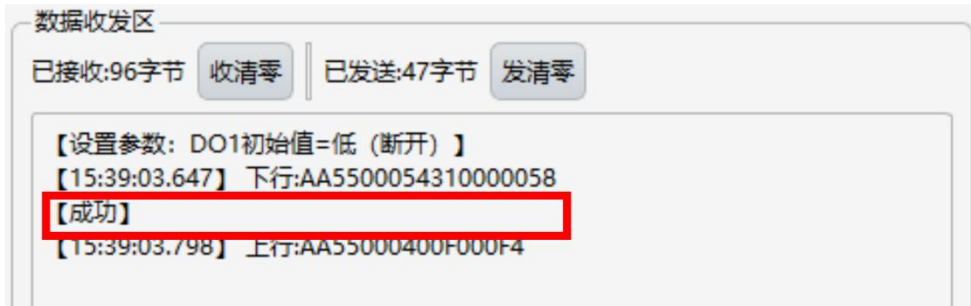 数据收发区
已接收:96字节 收清零 已发送:47字节 发清零
【设置参数：DO1初始值=低（断开）】
【15:39:03.647】 下行:AA5500054310000058
【成功】
【15:39:03.798】 上行:AA55000400F000F4